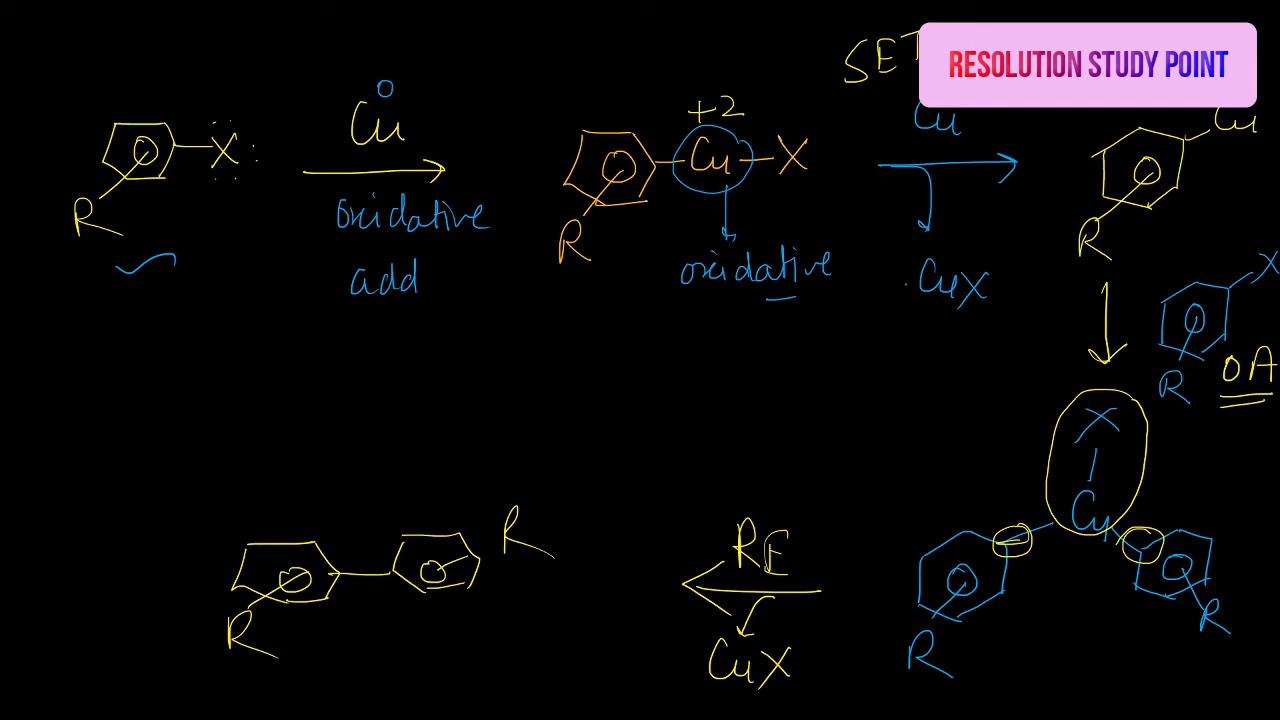 SET
RESOLUTION STUDY POINT
X
R
Cu 0
oxidative
add
+2
Cu X
R
oxidative
Cu
CuX
Cu
R
X
R
OA
X
Cu
R
R
RE
CuX
R
R